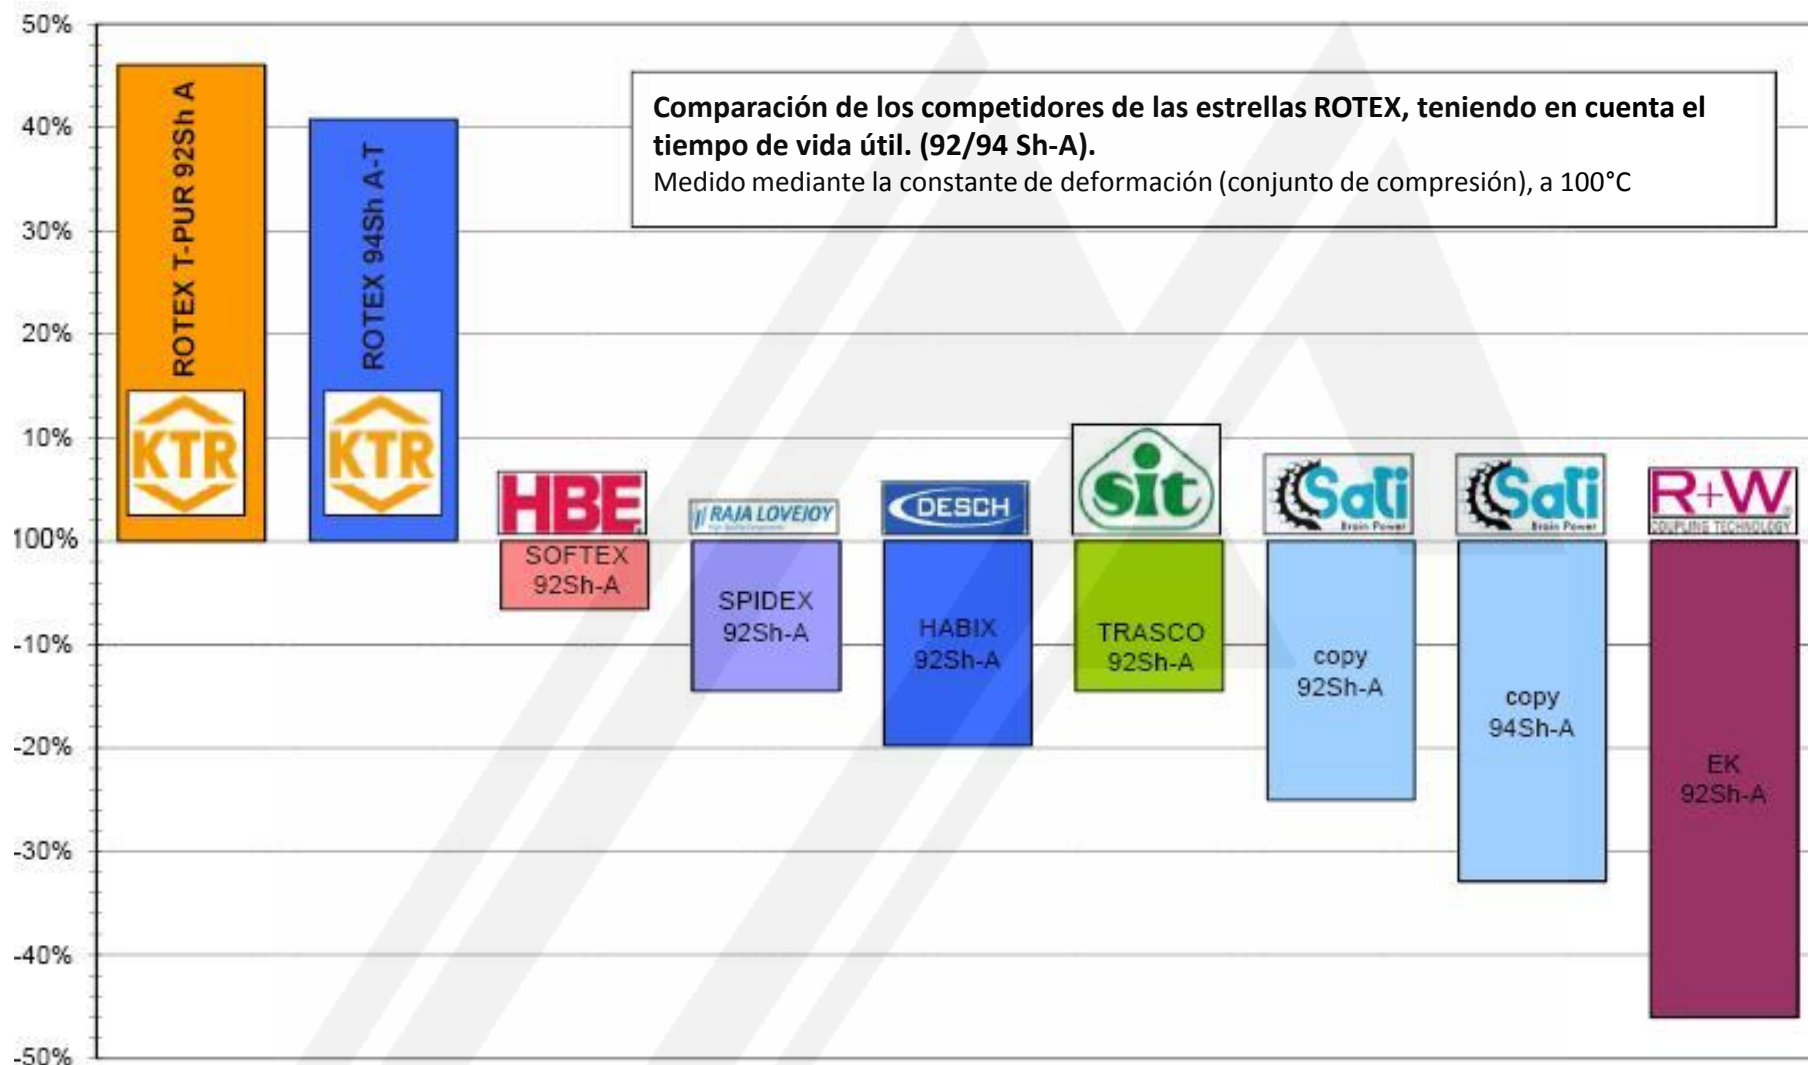 50%
40%
30%
20%
10%
100%
-10%
-20%
-30%
-40%
-50%
Comparación de los competidores de las estrellas ROTEX, teniendo en cuenta el
tiempo de vida útil. (92/94 Sh-A).
Medido mediante la constante de deformación (conjunto de compresión), a 100°C
ROTEX T-PUR 92Sh A
KTR
ROTEX 94Sh A-T
KTR
HBE
SOFTEX
92Sh-A
RAJA LOVEJOY
SPIDEX
92Sh-A
DESCH
HABIX
92Sh-A
sit
TRASCO
92Sh-A
Sati
Brain Power
copy
92Sh-A
Sati
Brain Power
copy
94Sh-A
R+W
COUPLING TECHNOLOGY
EK
92Sh-A